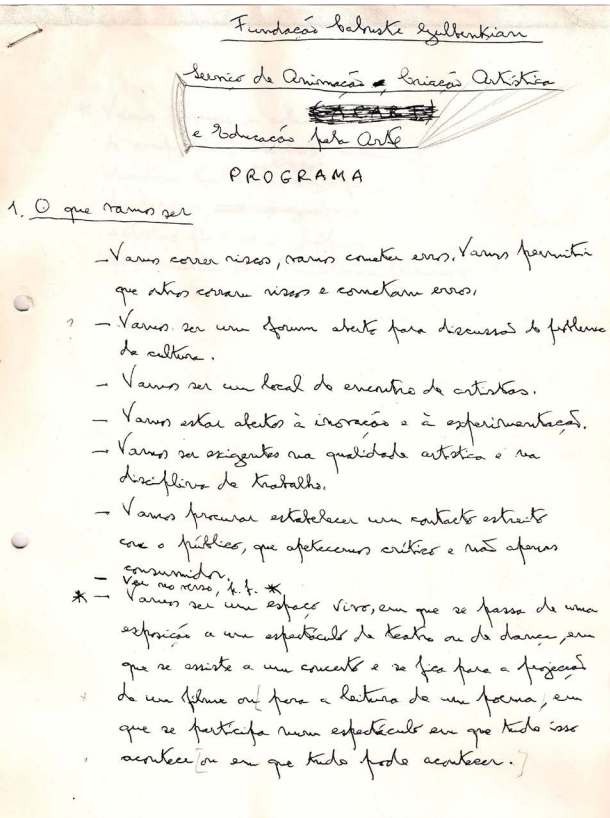 Fundação Calouste Gulbenkian
Serviço de Animação, Criação Artística
(ACARTE)
e Educação pela Arte
PROGRAMA
1. O que vamos ser
– Vamos correr riscos, vamos cometer erros. Vamos permitir
que outros corram riscos e cometam erros.
? – Vamos ser um forum aberto para discussão do problema
da cultura.
– Vamos ser um local de encontro de artistas.
– Vamos estar abertos à inovação e à experimentação.
– Vamos ser exigentes na qualidade artística e na
disciplina de trabalho.
– Vamos procurar estabelecer um contacto estreito
com o público, que apetecemos crítico e não apenas
consumidor.
– Ver no verso, p. f. *
* – Vamos ser um espaço vivo, em que se passa de uma
exposição a um espectáculo de teatro ou de dança, em
que se assiste a um concerto e se fica para a projecção
de um filme ou para a leitura de um poema, em
que se participa num espectáculo em que tudo isso
acontece [ou em que tudo pode acontecer.]